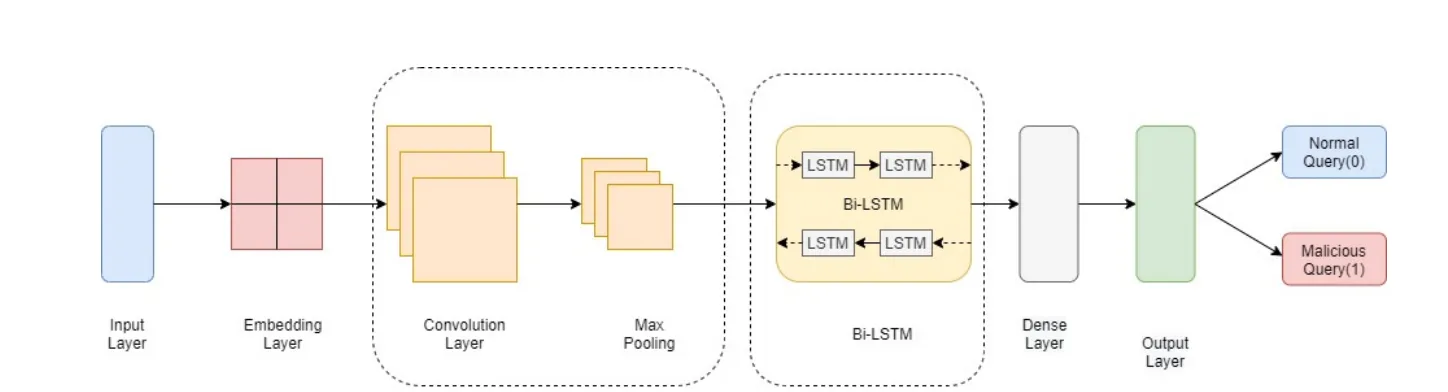 Normal
Query(0)
LSTM
LSTM
Bi-LSTM
LSTM
LSTM
Malicious
Query(1)
Input
Layer
Embedding
Layer
Convolution
Layer
Max
Pooling
Bi-LSTM
Dense
Layer
Output
Layer